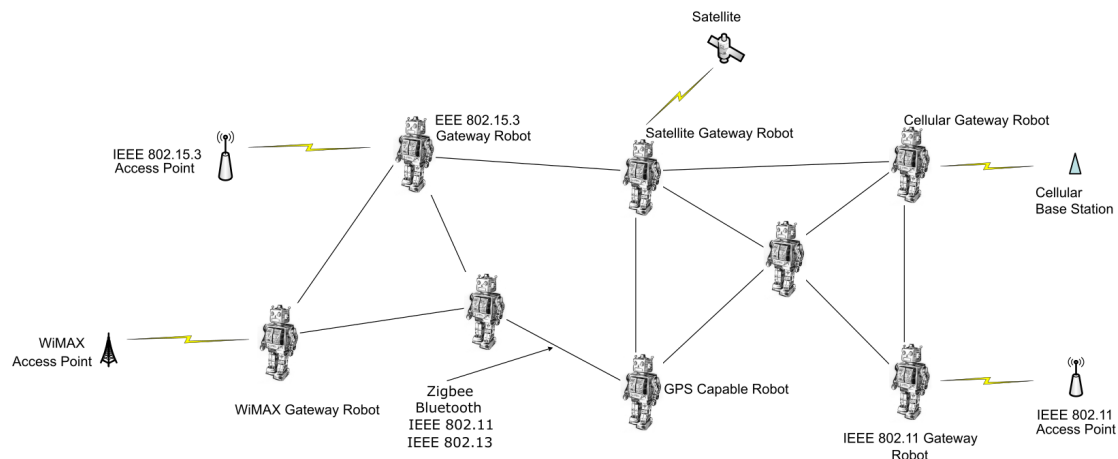 Satellite
EEE 802.15.3
Gateway Robot
Satellite Gateway Robot
Cellular Gateway Robot
IEEE 802.15.3
Access Point
Cellular
Base Station
WiMAX
Access Point
WiMAX Gateway Robot
Zigbee
Bluetooth
IEEE 802.11
IEEE 802.13
GPS Capable Robot
IEEE 802.11 Gateway
Robot
IEEE 802.11
Access Point